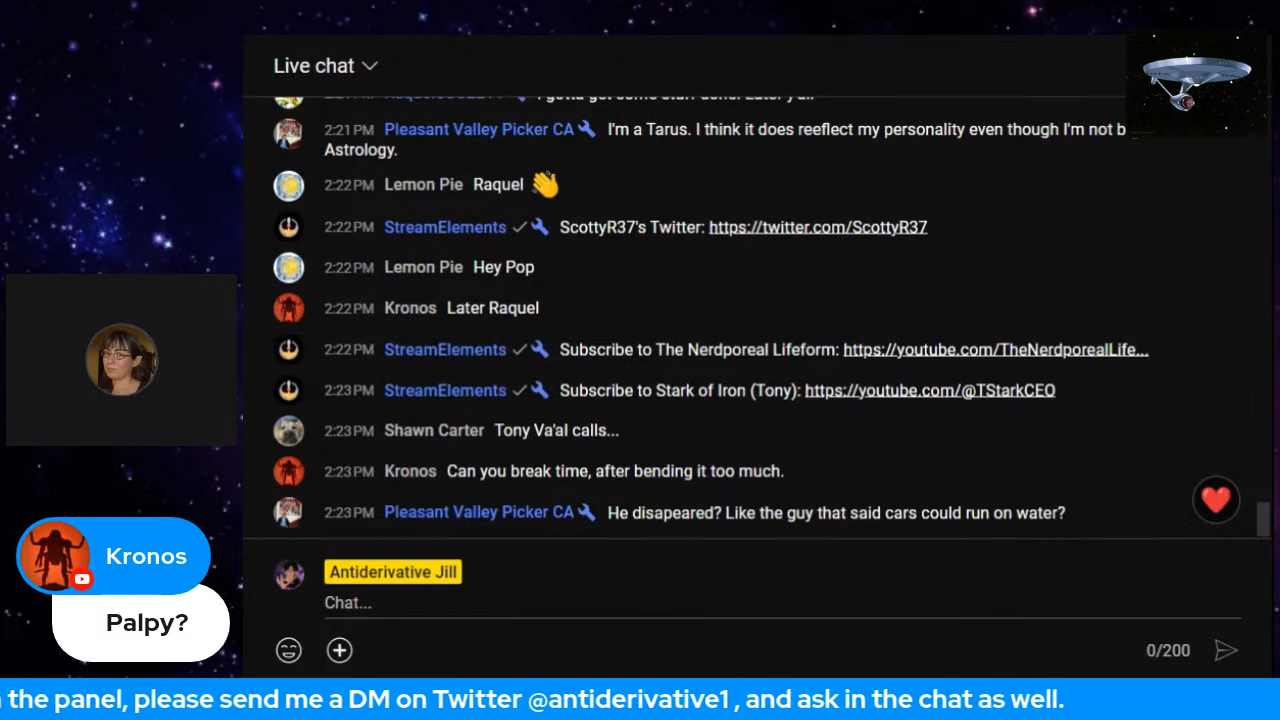 Live chat
2:21 PM Pleasant Valley Picker CA I'm a Tarus. I think it does reeflect my personality even though I'm not b
Astrology.
2:22 PM Lemon Pie Raquel 👋
2:22 PM StreamElements ScottyR37's Twitter: https://twitter.com/ScottyR37
2:22 PM Lemon Pie Hey Pop
2:22 PM Kronos Later Raquel
2:22 PM StreamElements Subscribe to The Nerdporeal Lifeform: https://youtube.com/TheNerdporealLife...
2:23 PM StreamElements Subscribe to Stark of Iron (Tony): https://youtube.com/@TStarkCEO
2:23 PM Shawn Carter Tony Va'al calls...
2:23 PM Kronos Can you break time, after bending it too much.
2:23 PM Pleasant Valley Picker CA He disapeared? Like the guy that said cars could run on water?
Antiderivative Jill
Chat...
0/200
Kronos
Palpy?
the panel, please send me a DM on Twitter @antiderivative1 , and ask in the chat as well.